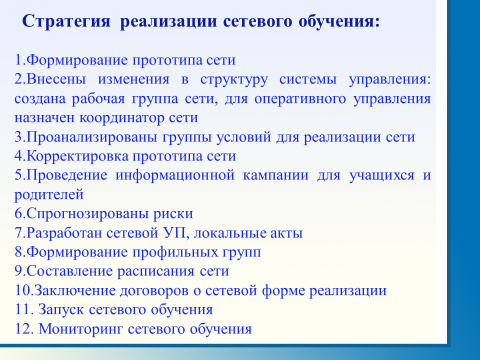 Стратегия реализации сетевого обучения:
1.Формирование прототипа сети
2.Внесены изменения в структуру системы управления:
создана рабочая группа сети, для оперативного управления
назначен координатор сети
3.Проанализированы группы условий для реализации сети
4.Корректировка прототипа сети
5.Проведение информационной кампании для учащихся и
родителей
6.Спрогнозированы риски
7.Разработан сетевой УП, локальные акты
8.Формирование профильных групп
9.Составление расписания сети
10.Заключение договоров о сетевой форме реализации
11. Запуск сетевого обучения
12. Мониторинг сетевого обучения